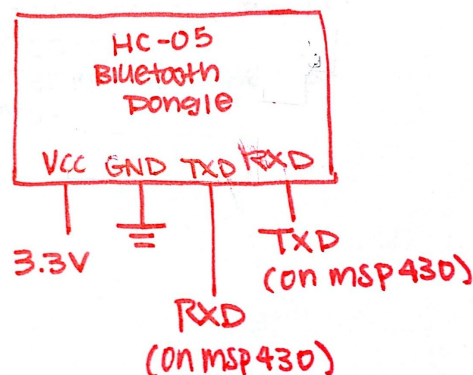 HC-05
Bluetooth
Dongle
VCC GND TXD RXD
3.3V
TXD
(on msp430)
RXD
(on msp430)